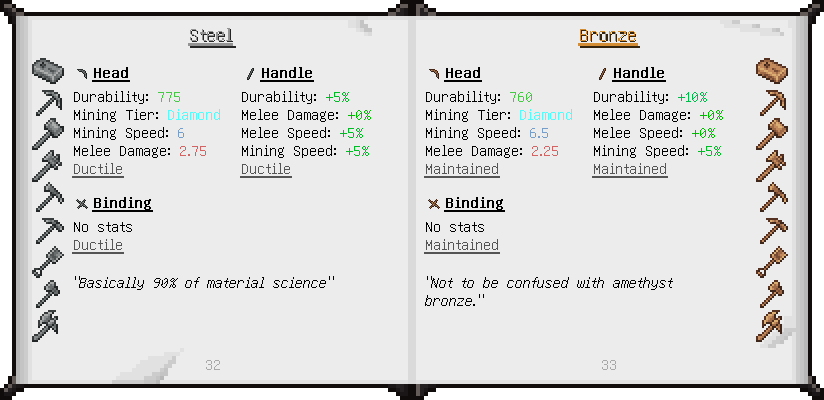 Steel
Head
Durability: 775
Mining Tier: Diamond
Mining Speed: 6
Melee Damage: 2.75
Ductile
Handle
Durability: +5%
Melee Damage: +0%
Melee Speed: +5%
Mining Speed: +5%
Ductile
Binding
No stats
Ductile
"Basically 90% of material science"
32
Bronze
Head
Durability: 760
Mining Tier: Diamond
Mining Speed: 6.5
Melee Damage: 2.25
Maintained
Handle
Durability: +10%
Melee Damage: +0%
Melee Speed: +0%
Mining Speed: +5%
Maintained
Binding
No stats
Maintained
"Not to be confused with amethyst
bronze."
33